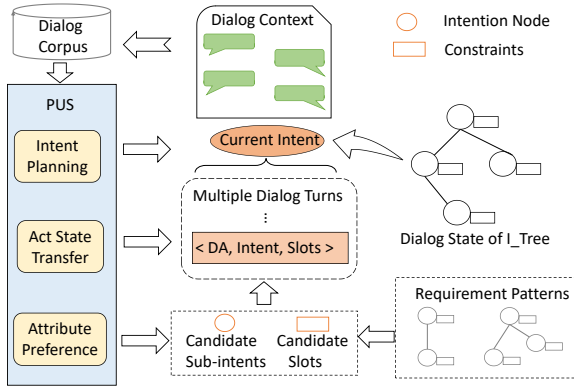 Dialog
Corpus
Dialog Context
Intention Node
Constraints
PUS
Intent
Planning
Current Intent
Multiple Dialog Turns
⋮
Act State
Transfer
< DA, Intent, Slots >
Dialog State of I_Tree
Requirement Patterns
Attribute
Preference
Candidate
Sub-intents
Candidate
Slots